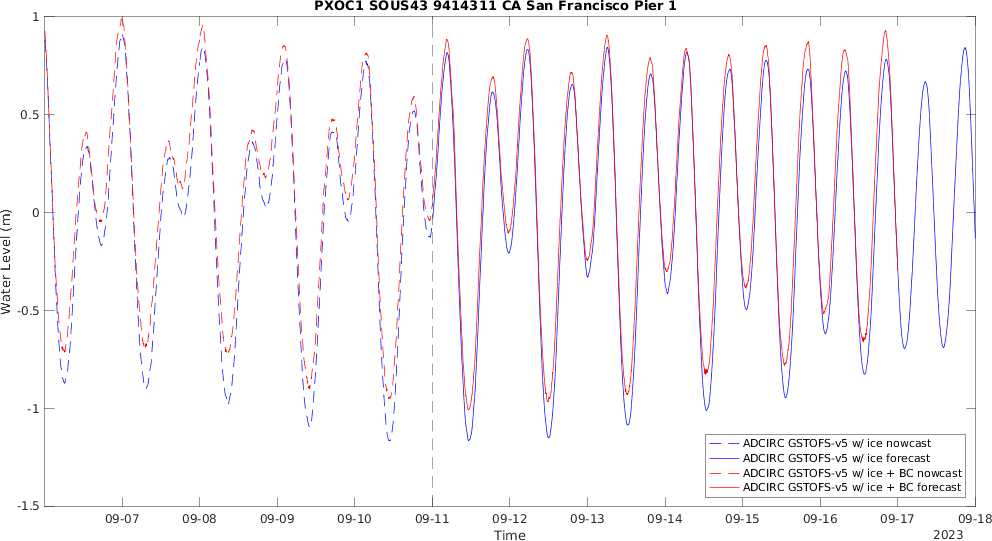 PXOC1 SOUS43 9414311 CA San Francisco Pier 1
1
0.5
0
-0.5
-1
-1.5
Water Level (m)
ADCIRC GSTOFS-v5 w/ ice nowcast
ADCIRC GSTOFS-v5 w/ ice forecast
ADCIRC GSTOFS-v5 w/ ice + BC nowcast
ADCIRC GSTOFS-v5 w/ ice + BC forecast
09-07 09-08 09-09 09-10 09-11 09-12 09-13 09-14 09-15 09-16 09-17 09-18
Time 2023